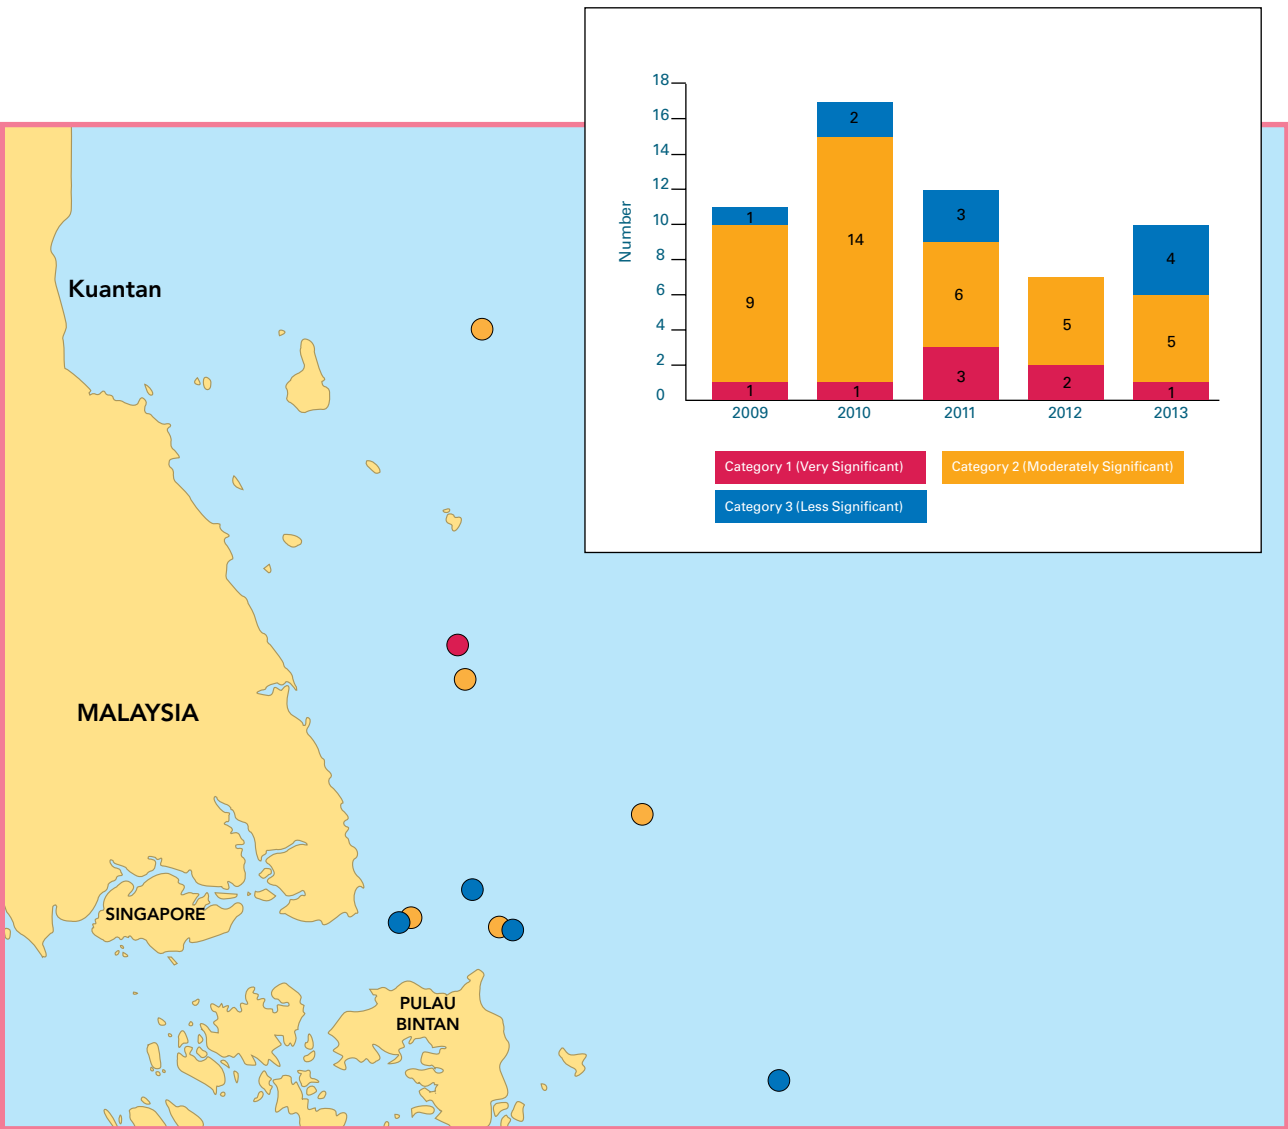 18
16
14
12
10
8
6
4
2
0
Number
1
9
1
2
14
1
3
6
3
5
2
4
5
1
2009 2010 2011 2012 2013
Category 1 (Very Significant) Category 2 (Moderately Significant)
Category 3 (Less Significant)
Kuantan
MALAYSIA
SINGAPORE
PULAU
BINTAN